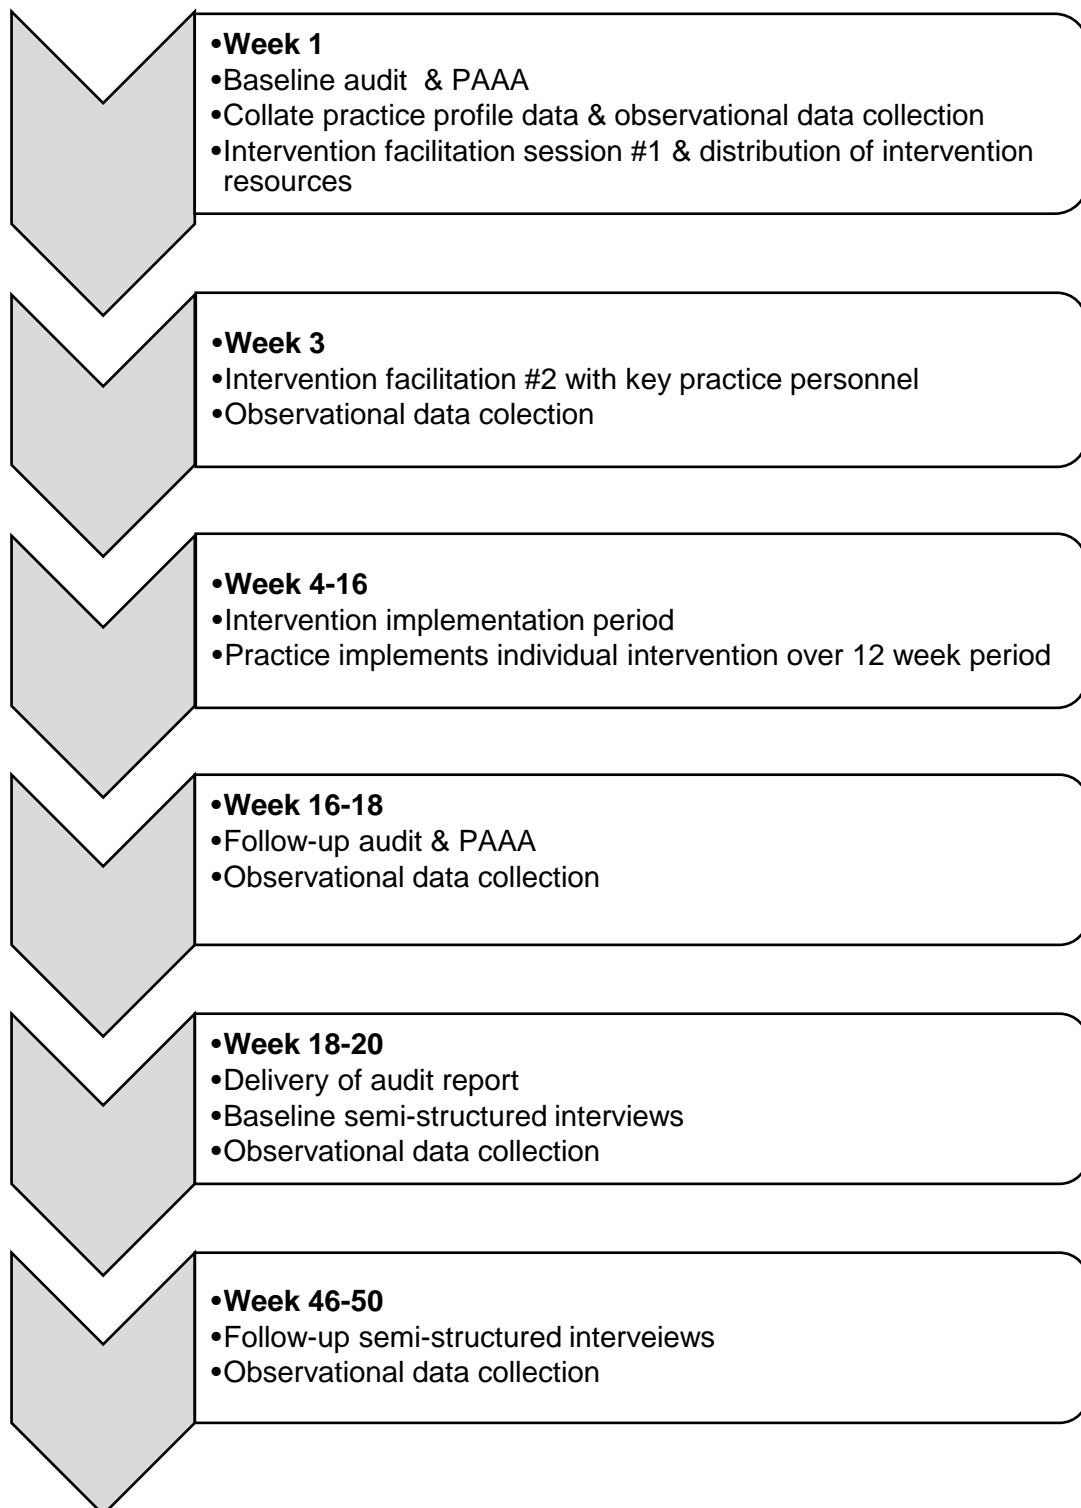 •Week 1
•Baseline audit & PAAA
•Collate practice profile data & observational data collection
•Intervention facilitation session #1 & distribution of intervention
resources
•Week 3
•Intervention facilitation #2 with key practice personnel
•Observational data colection
•Week 4-16
•Intervention implementation period
•Practice implements individual intervention over 12 week period
•Week 16-18
•Follow-up audit & PAAA
•Observational data collection
•Week 18-20
•Delivery of audit report
•Baseline semi-structured interviews
•Observational data collection
•Week 46-50
•Follow-up semi-structured interveiews
•Observational data collection